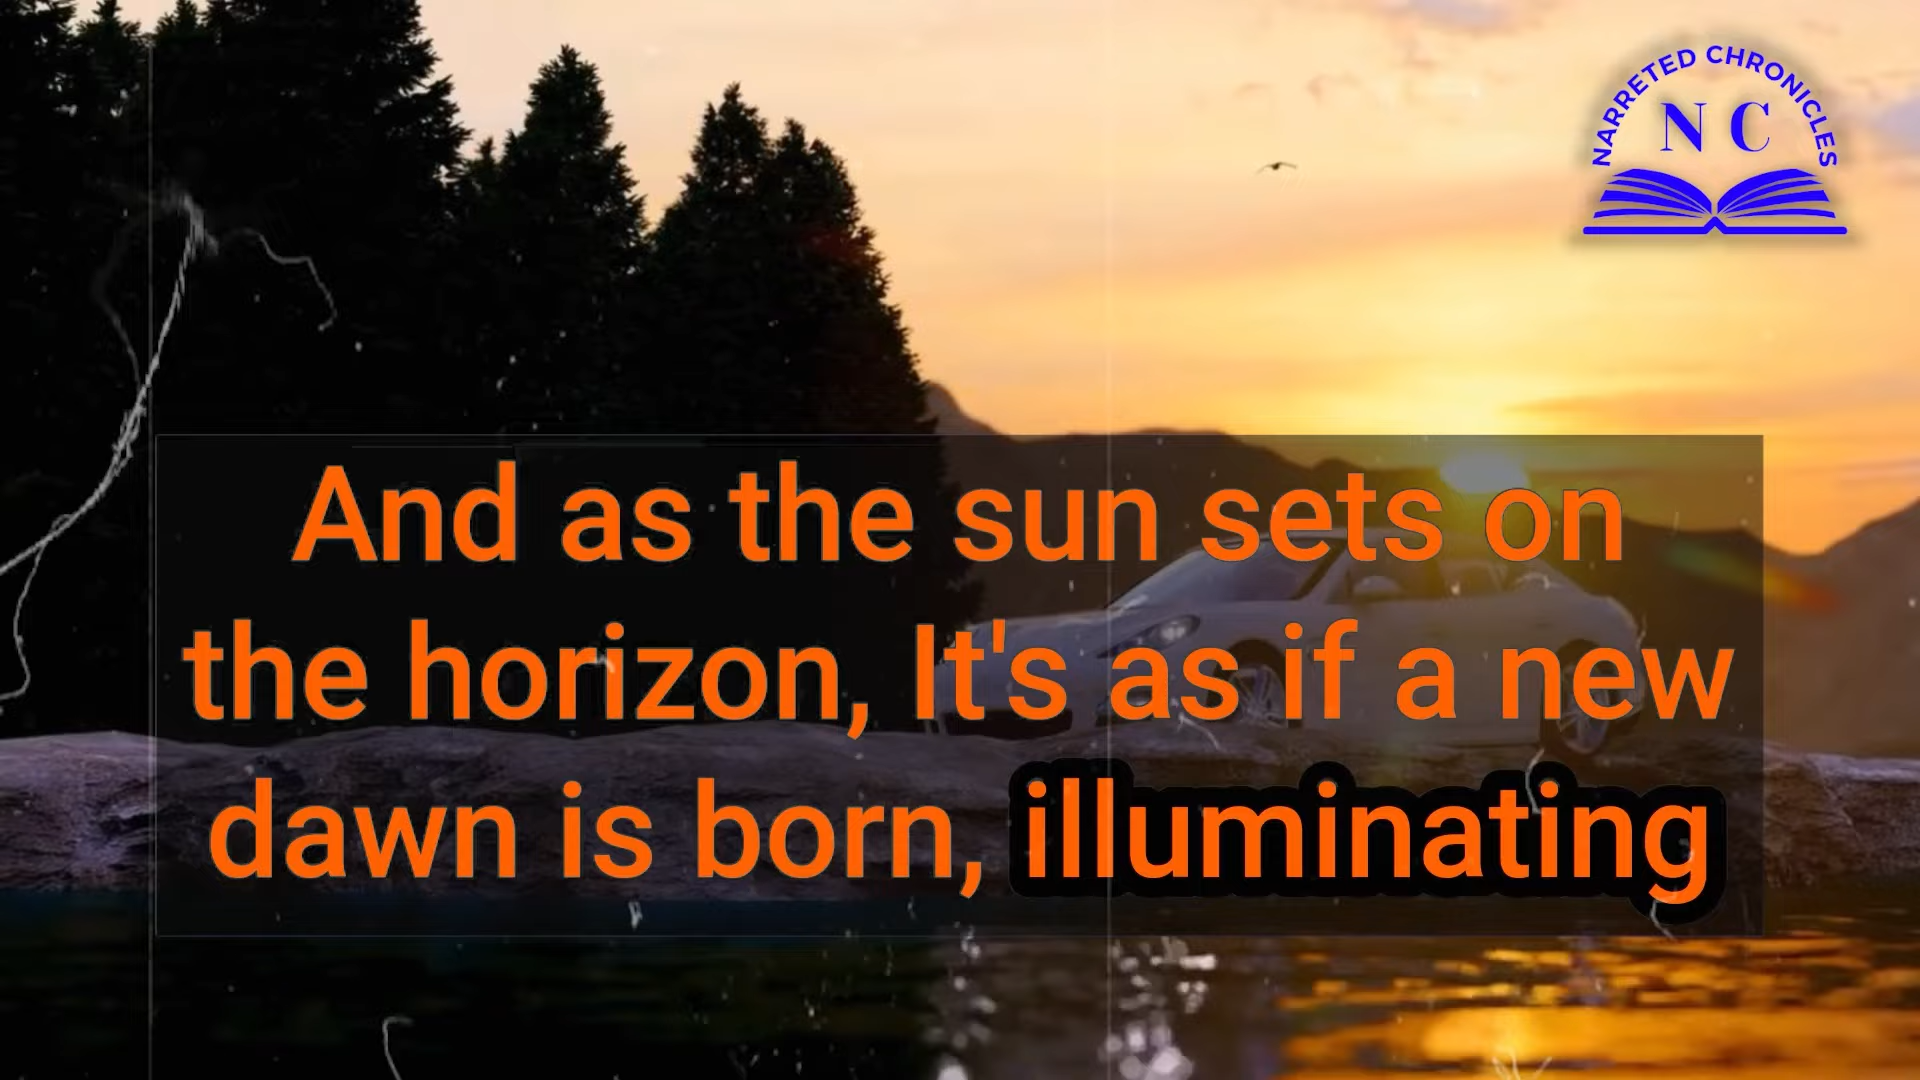 NARRETED CHRONICLES
N C
And as the sun sets on
the horizon, It's as if a new
dawn is born, illuminating